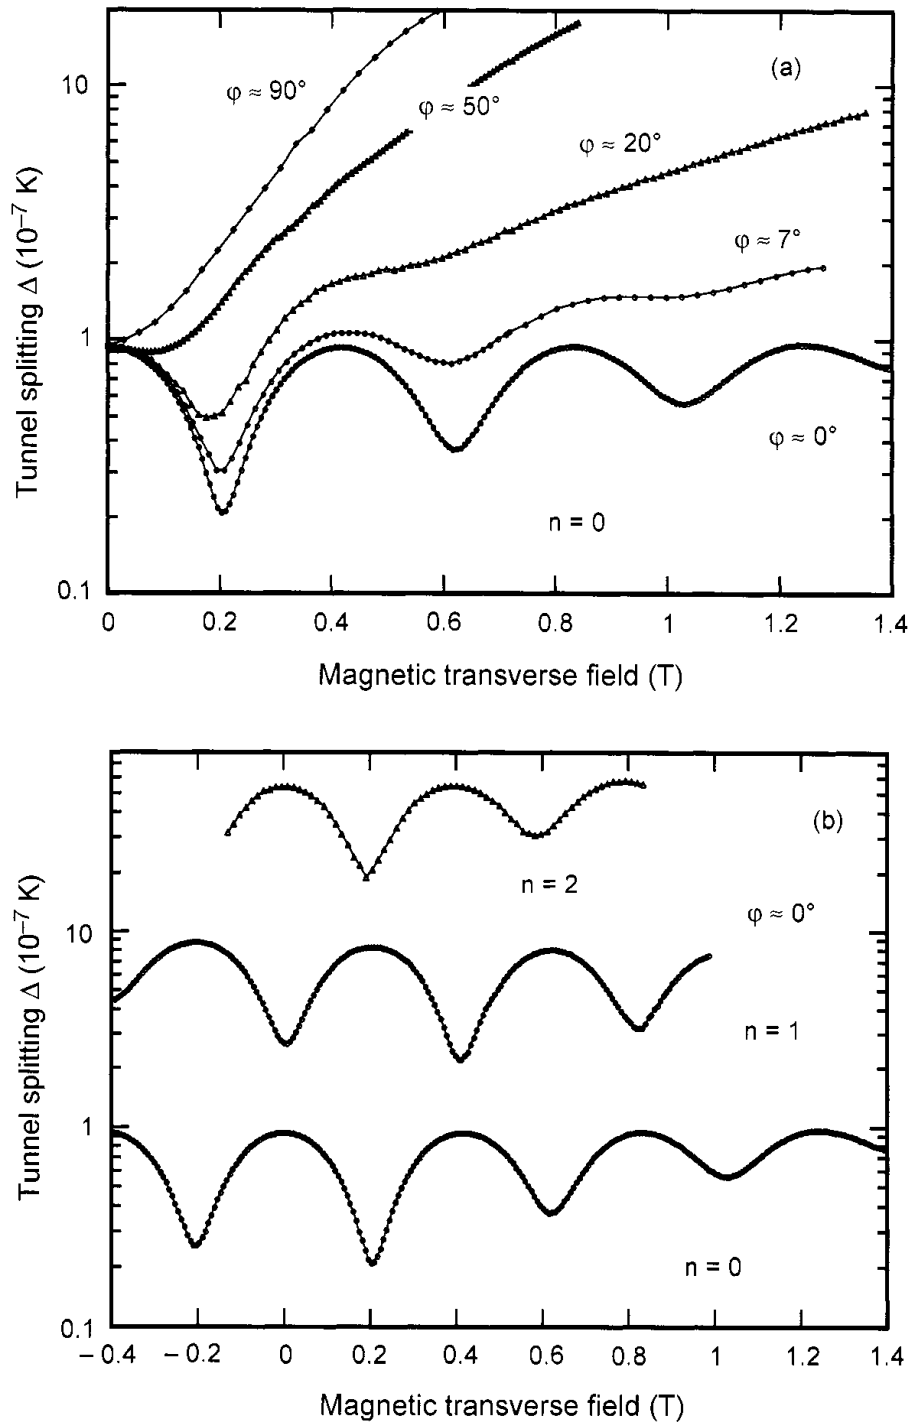 (a)
φ ≈ 90°
φ ≈ 50°
φ ≈ 20°
φ ≈ 7°
φ ≈ 0°
n = 0
10
1
0.1
Tunnel splitting Δ (10⁻⁷ K)
0 0.2 0.4 0.6 0.8 1 1.2 1.4
Magnetic transverse field (T)
(b)
n = 2
φ ≈ 0°
n = 1
n = 0
10
1
0.1
Tunnel splitting Δ (10⁻⁷ K)
– 0.4 – 0.2 0 0.2 0.4 0.6 0.8 1 1.2 1.4
Magnetic transverse field (T)